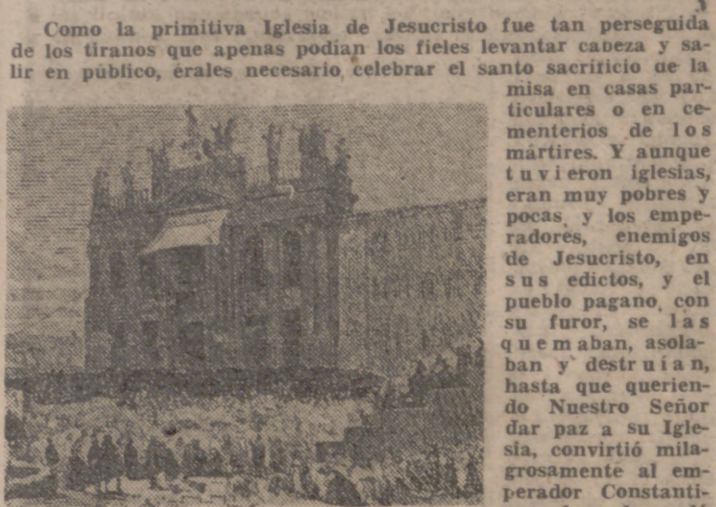 Como la primitiva Iglesia de Jesucristo fue tan perseguida
de los tiranos que apenas podían los fieles levantar cabeza y sa-
lir en público, érales necesario celebrar el santo sacrificio de la
misa en casas par-
ticulares o en ce-
menterios de los
mártires. Y aunque
tuvieron iglesias,
eran muy pobres y
pocas, y los empe-
radores, enemigos
de Jesucristo, en
sus edictos, y el
pueblo pagano, con
su furor, se las
quemaban, asola-
ban y destruían,
hasta que querien-
do Nuestro Señor
dar paz a su Igle-
sia, convirtió mila-
grosamente al em-
perador Constanti-